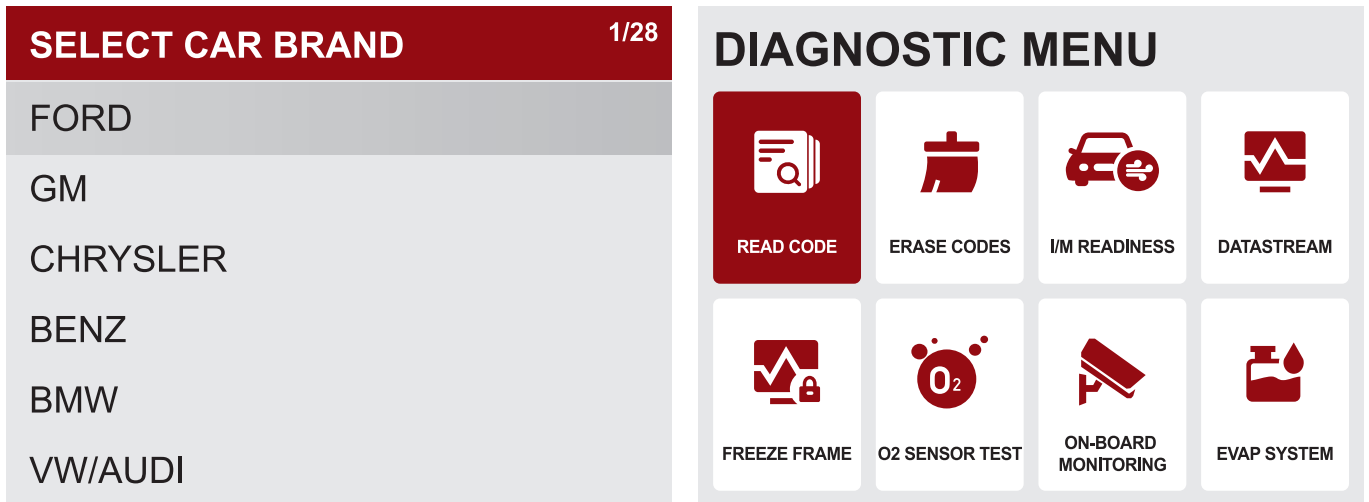 SELECT CAR BRAND 1/28
FORD
GM
CHRYSLER
BENZ
BMW
VW/AUDI
DIAGNOSTIC MENU
READ CODE
ERASE CODES
I/M READINESS
DATASTREAM
O2
FREEZE FRAME
O2 SENSOR TEST
ON-BOARD
MONITORING
EVAP SYSTEM